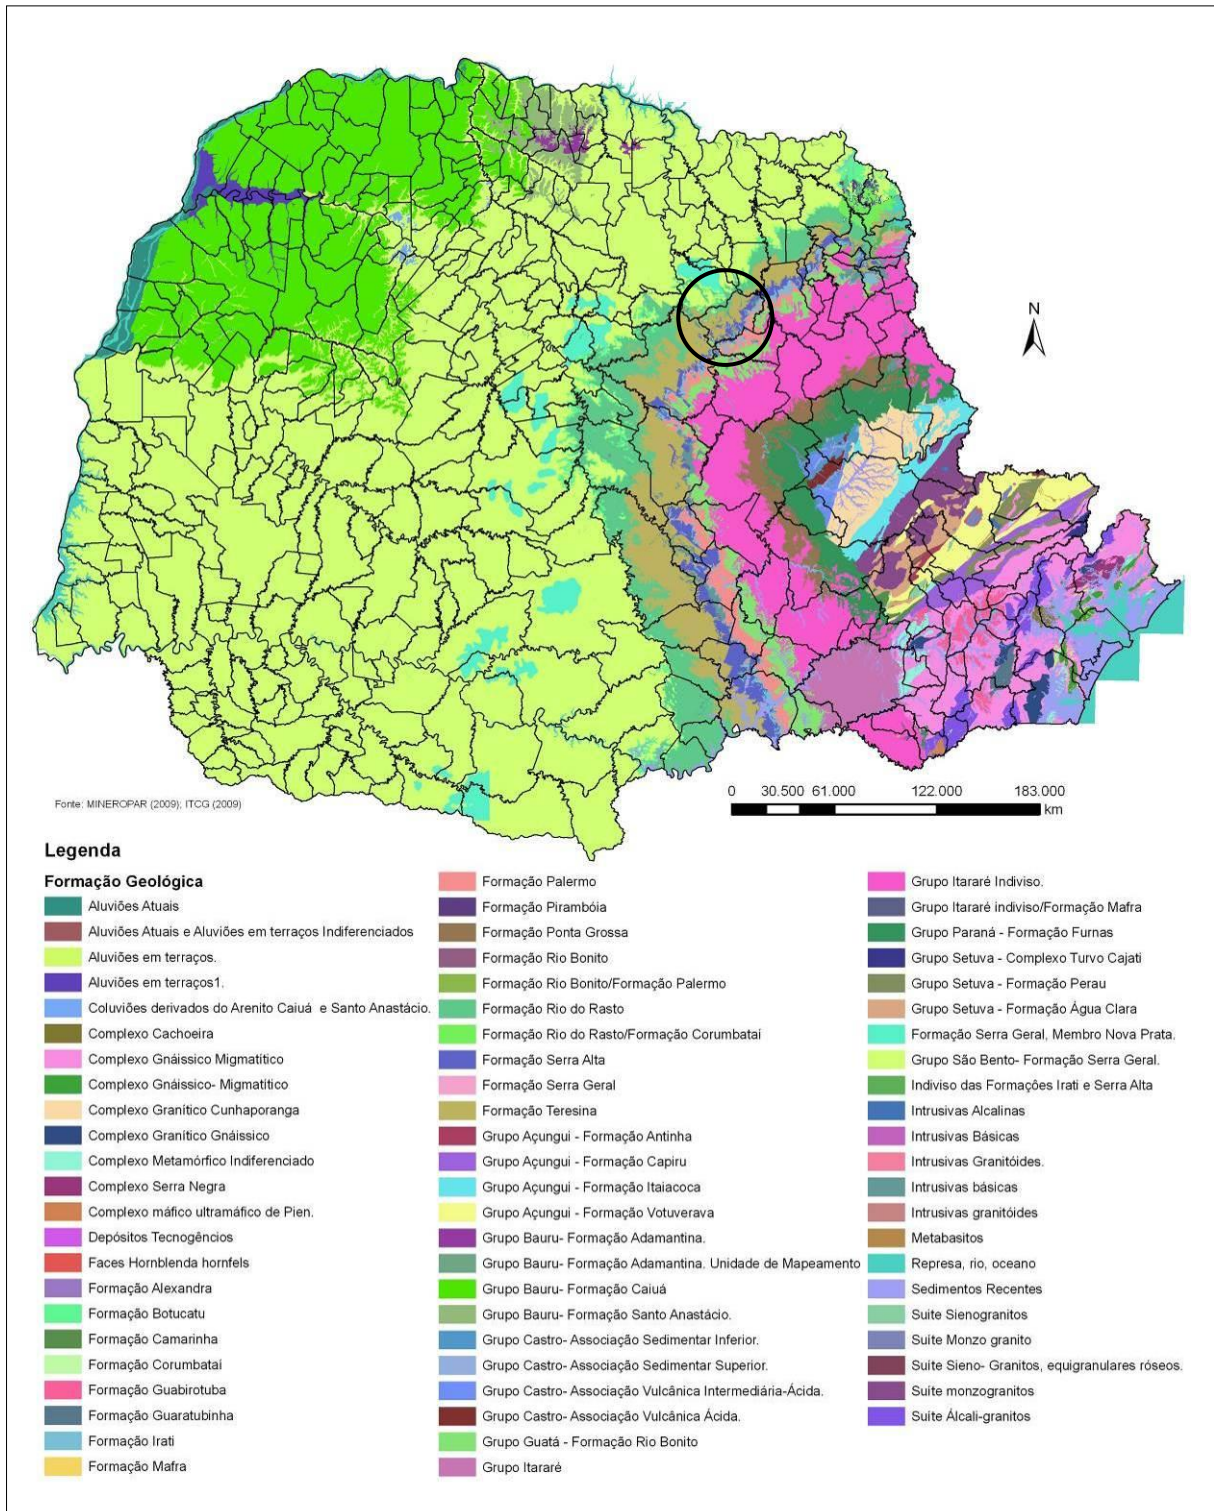 N
0 30.500 61.000 122.000 183.000
km
Fonte: MINEROPAR (2009); ITCG (2009)
Legenda
Formação Geológica
Aluviões Atuais
Aluviões Atuais e Aluviões em terraços Indiferenciados
Aluviões em terraços.
Aluviões em terraços1.
Coluviões derivados do Arenito Caiuá e Santo Anastácio.
Complexo Cachoeira
Complexo Gnáissico Migmatítico
Complexo Gnáissico- Migmatítico
Complexo Granítico Cunhaporanga
Complexo Granítico Gnáissico
Complexo Metamórfico Indiferenciado
Complexo Serra Negra
Complexo máfico ultramáfico de Pien.
Depósitos Tecnogêncios
Faces Hornblenda hornfels
Formação Alexandra
Formação Botucatu
Formação Camarinha
Formação Corumbatai
Formação Guabirotuba
Formação Guaratubinha
Formação Irati
Formação Mafra
Formação Palermo
Formação Pirambóia
Formação Ponta Grossa
Formação Rio Bonito
Formação Rio Bonito/Formação Palermo
Formação Rio do Rasto
Formação Rio do Rasto/Formação Corumbataí
Formação Serra Alta
Formação Serra Geral
Formação Teresina
Grupo Açungui - Formação Antinha
Grupo Açungui - Formação Capiru
Grupo Açungui - Formação Itaiacoca
Grupo Açungui - Formação Votuverava
Grupo Bauru- Formação Adamantina.
Grupo Bauru- Formação Adamantina. Unidade de Mapeamento
Grupo Bauru- Formação Caiuá
Grupo Bauru- Formação Santo Anastácio.
Grupo Castro- Associação Sedimentar Inferior.
Grupo Castro- Associação Sedimentar Superior.
Grupo Castro- Associação Vulcânica Intermediária-Ácida.
Grupo Castro- Associação Vulcânica Ácida.
Grupo Guatá - Formação Rio Bonito
Grupo Itararé
Grupo Itararé Indiviso.
Grupo Itararé indiviso/Formação Mafra
Grupo Paraná - Formação Furnas
Grupo Setuva - Complexo Turvo Cajati
Grupo Setuva - Formação Perau
Grupo Setuva - Formação Água Clara
Formação Serra Geral, Membro Nova Prata.
Grupo São Bento- Formação Serra Geral.
Indiviso das Formações Irati e Serra Alta
Intrusivas Alcalinas
Intrusivas Básicas
Intrusivas Granitóides.
Intrusivas básicas
Intrusivas granitóides
Metabasitos
Represa, rio, oceano
Sedimentos Recentes
Suite Sienogranitos
Suite Monzo granito
Suite Sieno- Granitos, equigranulares róseos.
Suite monzogranitos
Suite Álcali-granitos